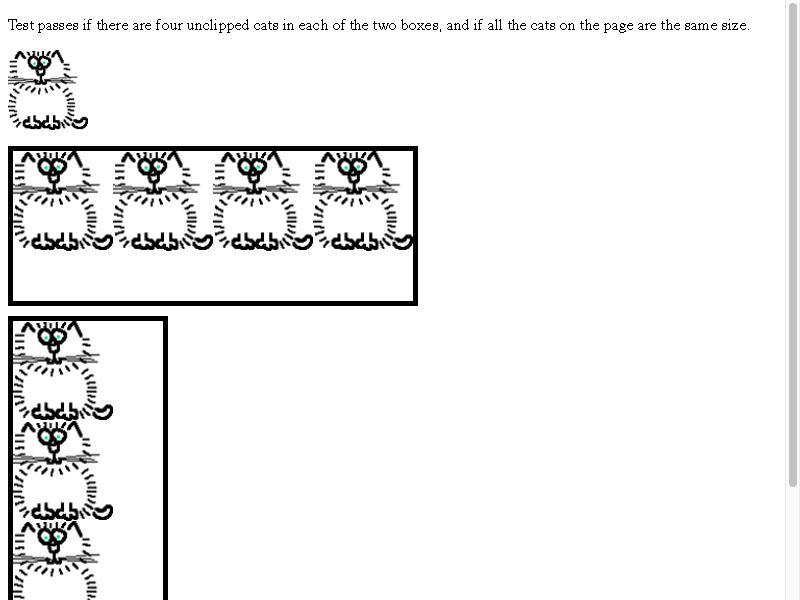 Test passes if there are four unclipped cats in each of the two boxes, and if all the cats on the page are the same size.